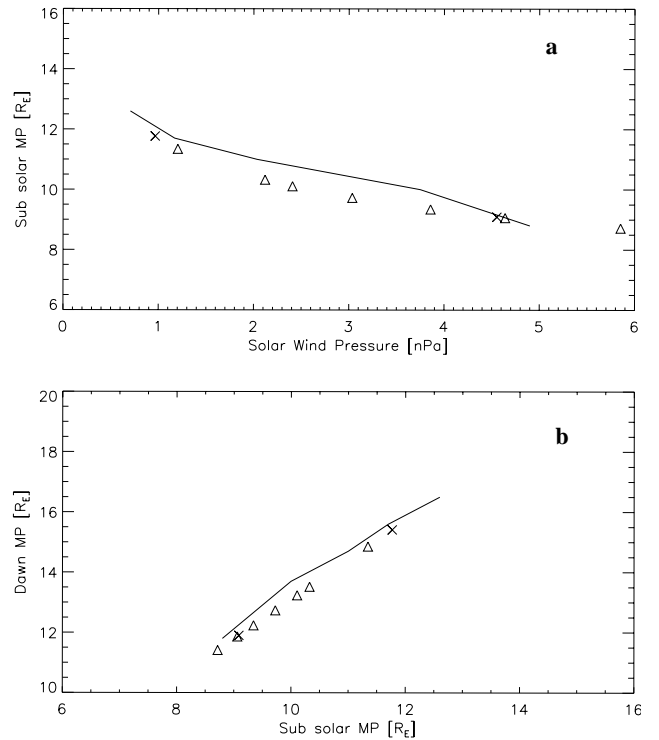 16
14
12
10
8
6
Sub solar MP [R_E]
a
0 1 2 3 4 5 6
Solar Wind Pressure [nPa]
20
18
16
14
12
10
Dawn MP [R_E]
b
6 8 10 12 14 16
Sub solar MP [R_E]